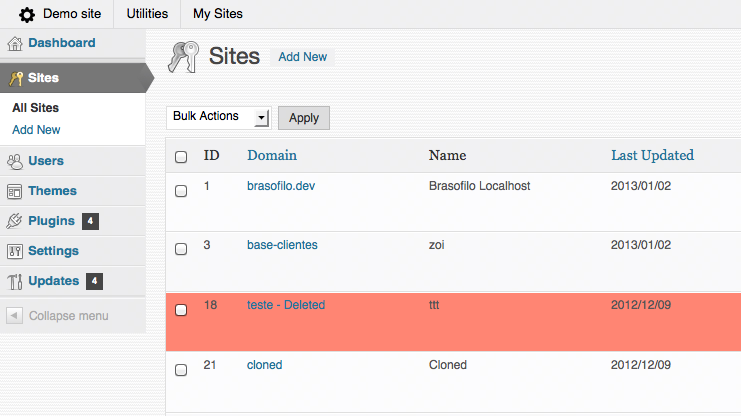 Demo site Utilities My Sites
Dashboard
Sites
All Sites
Add New
Users
Themes
Plugins 4
Settings
Updates 4
Collapse menu
Sites Add New
Bulk Actions Apply
ID Domain Name Last Updated
1 brasofilo.dev Brasofilo Localhost 2013/01/02
3 base-clientes zoi 2013/01/02
18 teste - Deleted ttt 2012/12/09
21 cloned Cloned 2012/12/09